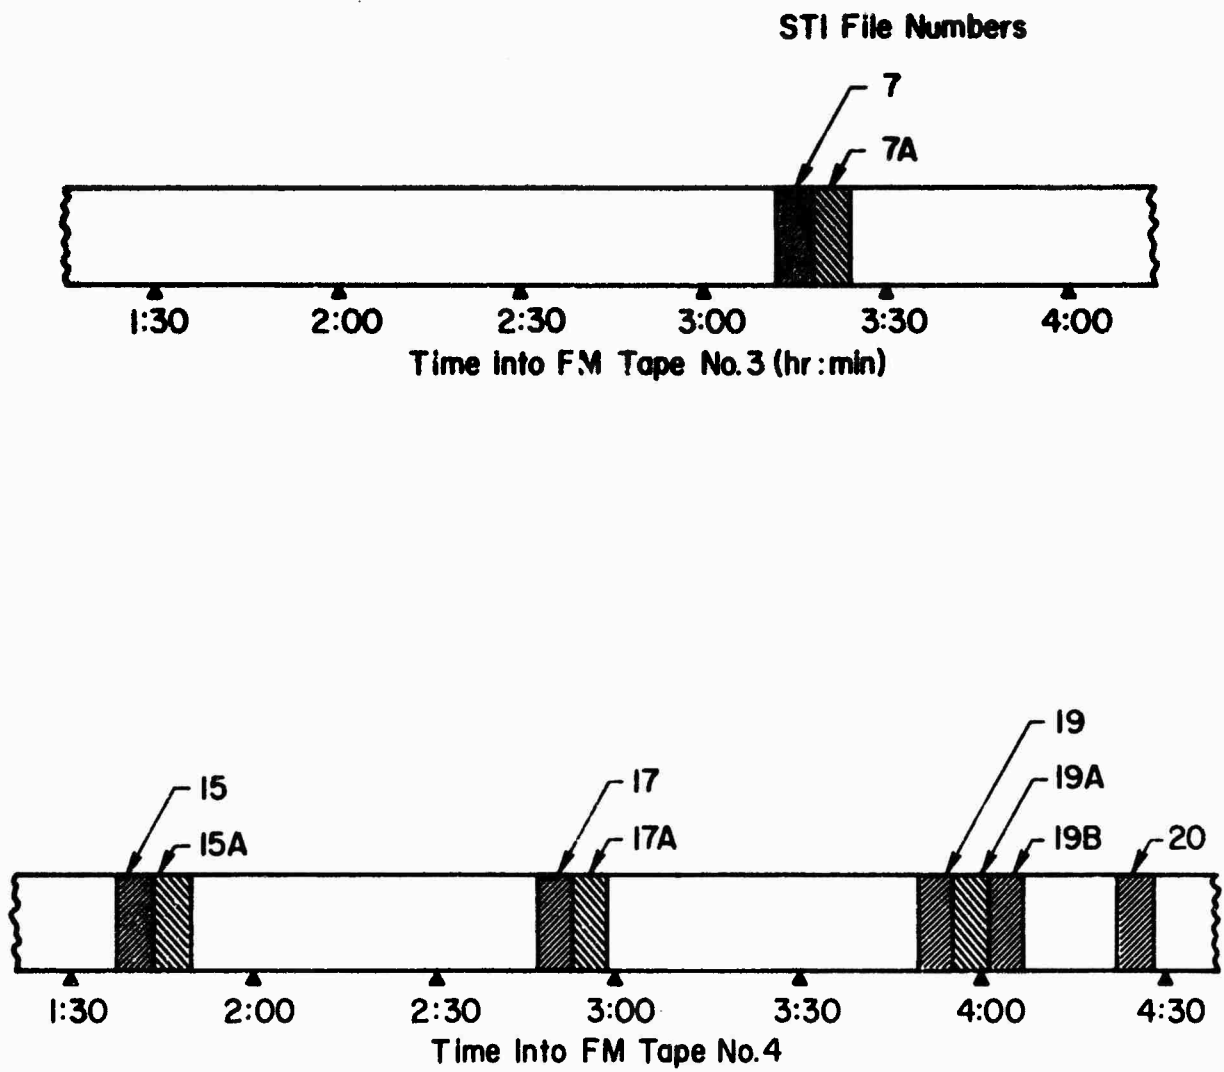 STI File Numbers
7
7A
1:30 2:00 2:30 3:00 3:30 4:00
Time into FM Tape No. 3 (hr : min)
19
15 17 19A
15A 17A 19B 20
1:30 2:00 2:30 3:00 3:30 4:00 4:30
Time Into FM Tape No. 4